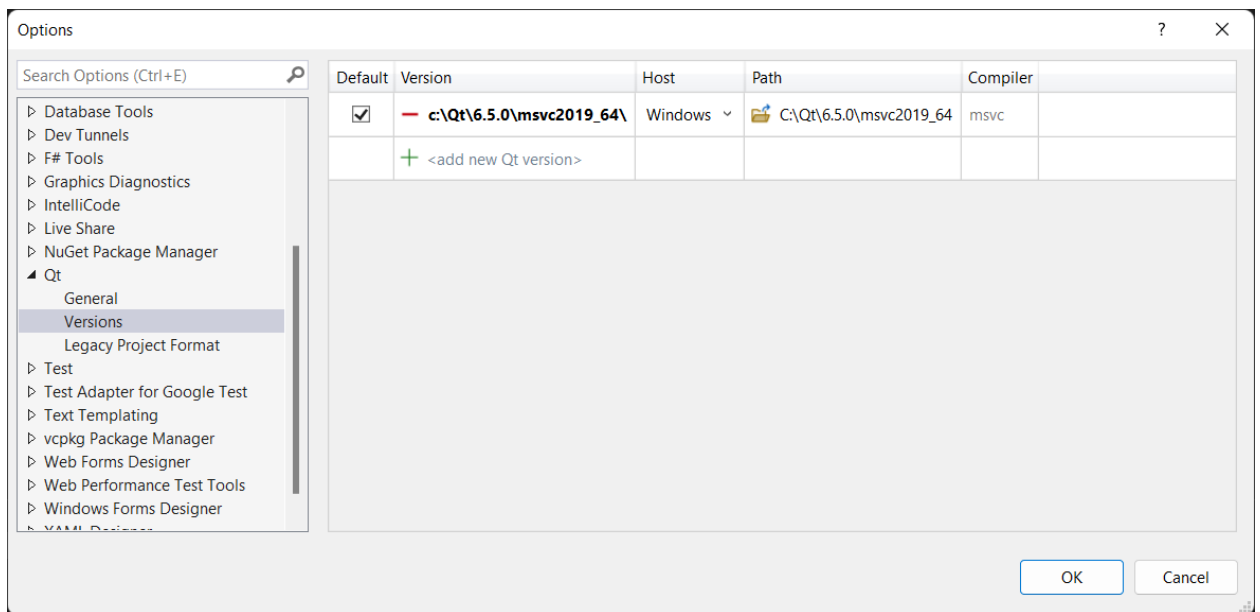 Options
?
Search Options (Ctrl+E)
Database Tools
Dev Tunnels
F# Tools
Graphics Diagnostics
IntelliCode
Live Share
NuGet Package Manager
Qt
General
Versions
Legacy Project Format
Test
Test Adapter for Google Test
Text Templating
vcpkg Package Manager
Web Forms Designer
Web Performance Test Tools
Windows Forms Designer
YAML Designer
Default Version Host Path Compiler
c:\Qt\6.5.0\msvc2019_64\ Windows C:\Qt\6.5.0\msvc2019_64 msvc
<add new Qt version>
OK Cancel